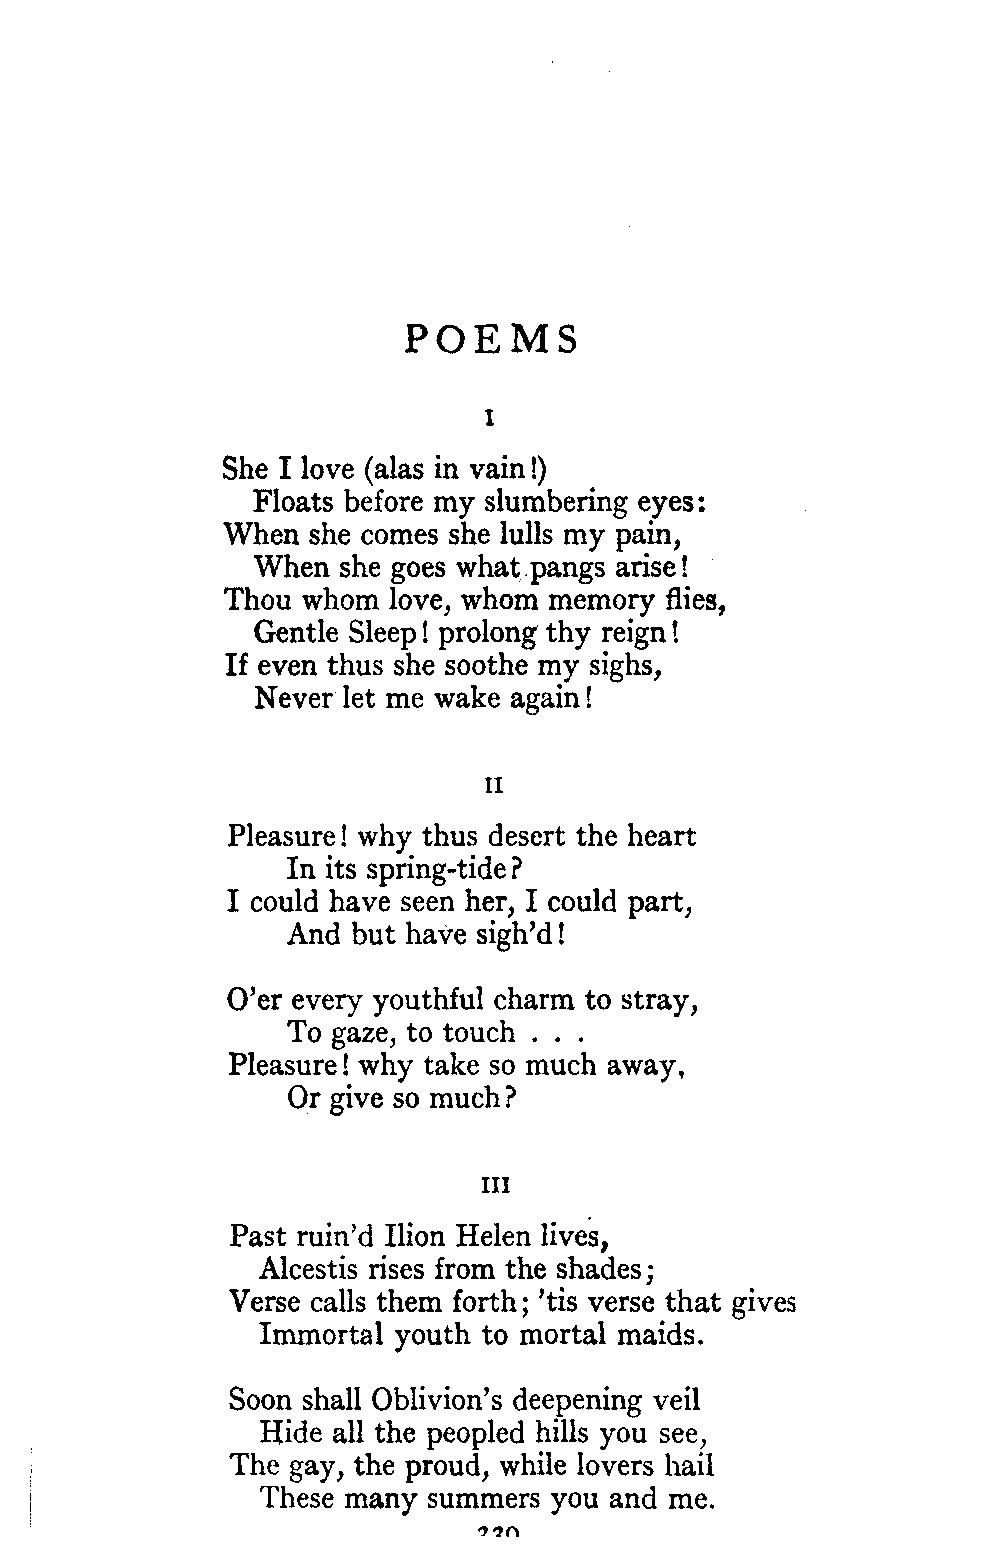 POEMS
I
She I love (alas in vain!)
Floats before my slumbering eyes:
When she comes she lulls my pain,
When she goes what pangs arise!
Thou whom love, whom memory flies,
Gentle Sleep! prolong thy reign!
If even thus she soothe my sighs,
Never let me wake again!
II
Pleasure! why thus desert the heart
In its spring-tide?
I could have seen her, I could part,
And but have sigh'd!
O'er every youthful charm to stray,
To gaze, to touch . . .
Pleasure! why take so much away,
Or give so much?
III
Past ruin'd Ilion Helen lives,
Alcestis rises from the shades;
Verse calls them forth; 'tis verse that gives
Immortal youth to mortal maids.
Soon shall Oblivion's deepening veil
Hide all the peopled hills you see,
The gay, the proud, while lovers hail
These many summers you and me.